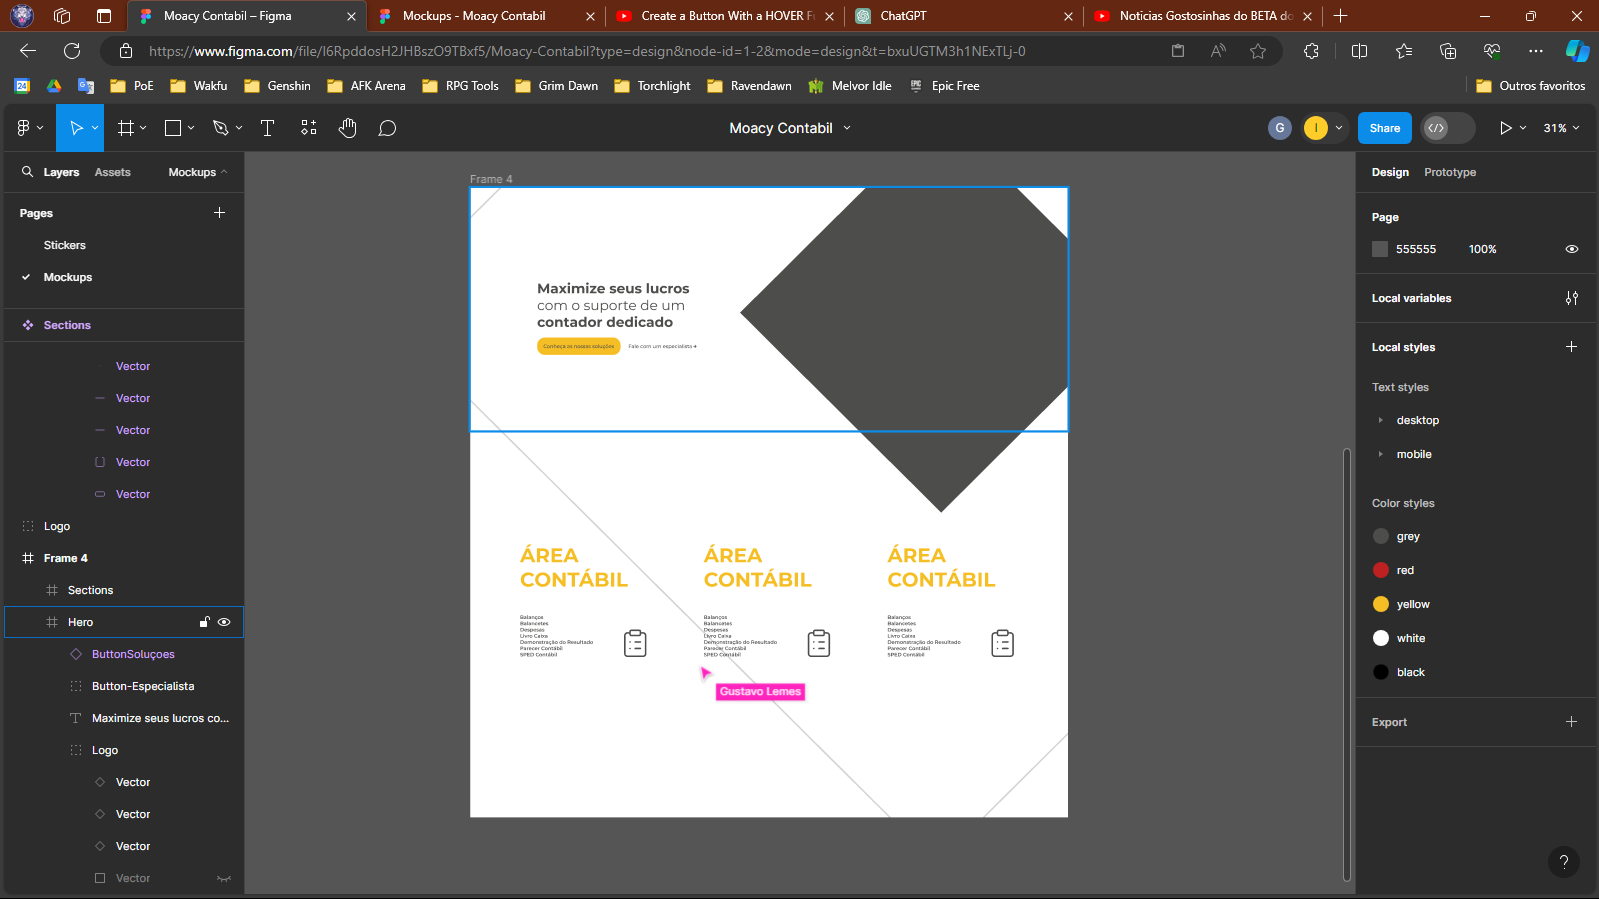 Moacy Contabil – Figma
Mockups - Moacy Contabil
Create a Button With a HOVER Fu
ChatGPT
Noticias Gostosinhas do BETA do
https://www.figma.com/file/I6RpddosH2JHBszO9TBxf5/Moacy-Contabil?type=design&node-id=1-2&mode=design&t=bxuUGTM3h1NExTLj-0
24
PoE
Wakfu
Genshin
AFK Arena
RPG Tools
Grim Dawn
Torchlight
Ravendawn
Melvor Idle
Epic Free
Outros favoritos
Moacy Contabil
G
I
Share
31%
Layers
Assets
Mockups
Pages
Stickers
Mockups
Sections
Vector
Vector
Vector
Vector
Vector
Logo
Frame 4
Sections
Hero
ButtonSoluçoes
Button-Especialista
Maximize seus lucros co...
Logo
Vector
Vector
Vector
Vector
Frame 4
Maximize seus lucros
com o suporte de um
contador dedicado
Conheça as nossas soluções
Fale com um especialista
ÁREA
CONTÁBIL
Balanços
Balancetes
Despesas
Livro Caixa
Demonstração do Resultado
Parecer Contábil
SPED Contábil
ÁREA
CONTÁBIL
Balanços
Balancetes
Despesas
Livro Caixa
Demonstração do Resultado
Parecer Contábil
SPED Contábil
ÁREA
CONTÁBIL
Balanços
Balancetes
Despesas
Livro Caixa
Demonstração do Resultado
Parecer Contábil
SPED Contábil
Gustavo Lemes
Design
Prototype
Page
555555
100%
Local variables
Local styles
Text styles
desktop
mobile
Color styles
grey
red
yellow
white
black
Export
?